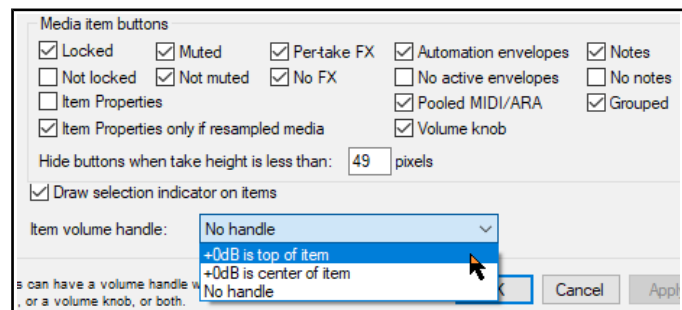 Media item buttons
Locked Muted Per-take FX Automation envelopes Notes
Not locked Not muted No FX No active envelopes No notes
Item Properties Pooled MIDI/ARA Grouped
Item Properties only if resampled media Volume knob
Hide buttons when take height is less than: 49 pixels
Draw selection indicator on items
Item volume handle: No handle
+0dB is top of item
+0dB is center of item
No handle
s can have a volume handle
, or a volume knob, or both.
Cancel Apply